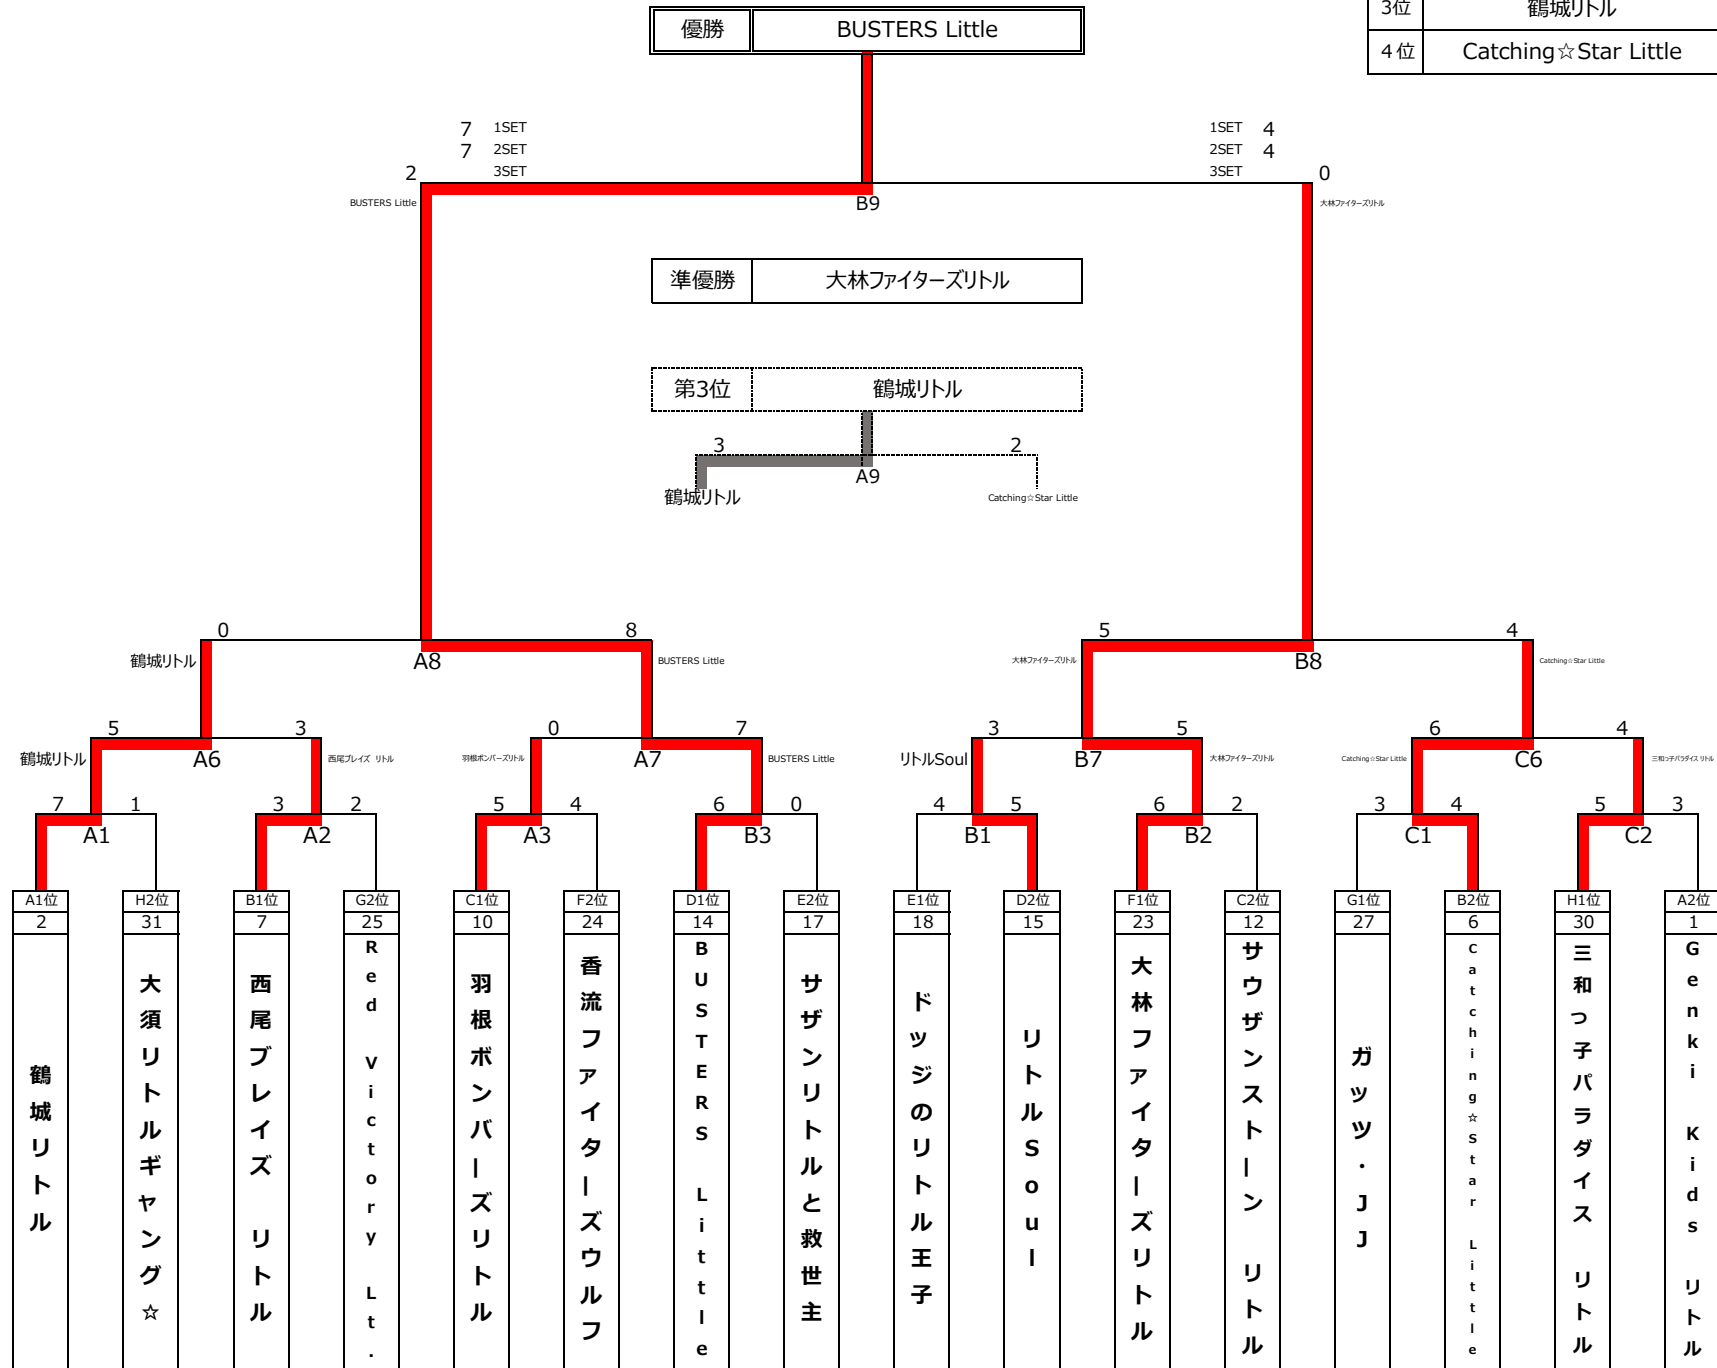 3位 鶴城リトル
優勝 BUSTERS Little
4位 Catching☆Star Little
7 1SET 1SET 4
7 2SET 2SET 4
2 3SET 3SET 0
BUSTERS Little B9 大林ファイターズリトル
準優勝 大林ファイターズリトル
第3位 鶴城リトル
3 2
A9
鶴城リトル Catching☆Star Little
0 8 5 4
鶴城リトル A8 BUSTERS Little 大林ファイターズリトル B8 Catching☆Star Little
5 3 0 7 3 5 6 4
鶴城リトル A6 西尾ブレイズ リトル 羽根ボンバーズリトル A7 BUSTERS Little リトルSoul B7 大林ファイターズリトル Catching☆Star Little C6 三和っ子パラダイス リトル
7 1 3 2 5 4 6 0 4 5 6 2 3 4 5 3
A1 A2 A3 B3 B1 B2 C1 C2
A1位 H2位 B1位 G2位 C1位 F2位 D1位 E2位 E1位 D2位 F1位 C2位 G1位 B2位 H1位 A2位
2 31 7 25 10 24 14 17 18 15 23 12 27 6 30 1
鶴城リトル
大須リトルギャング☆
西尾ブレイズ リトル
Red Victory Lt.
羽根ボンバーズリトル
香流ファイターズウルフ
BUSTERS Little
サザンリトルと救世主
ドッジのリトル王子
リトルSoul
大林ファイターズリトル
サウザンストーン リトル
ガッツ・JJ
Catching☆Star Little
三和つ子パラダイス リトル
Genki Kids リトル